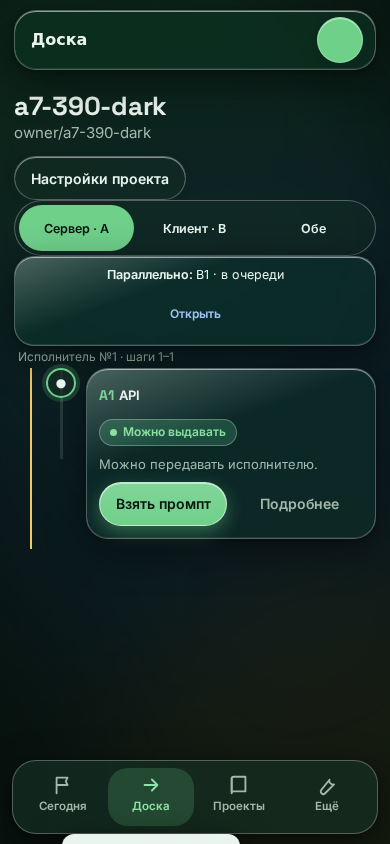 Доска
a7-390-dark
owner/a7-390-dark
Настройки проекта
Сервер · A
Клиент · B
Обе
Параллельно: B1 · в очереди
Открыть
Исполнитель №1 · шаги 1–1
A1 API
Можно выдавать
Можно передавать исполнителю.
Взять промпт
Подробнее
Сегодня
Доска
Проекты
Ещё